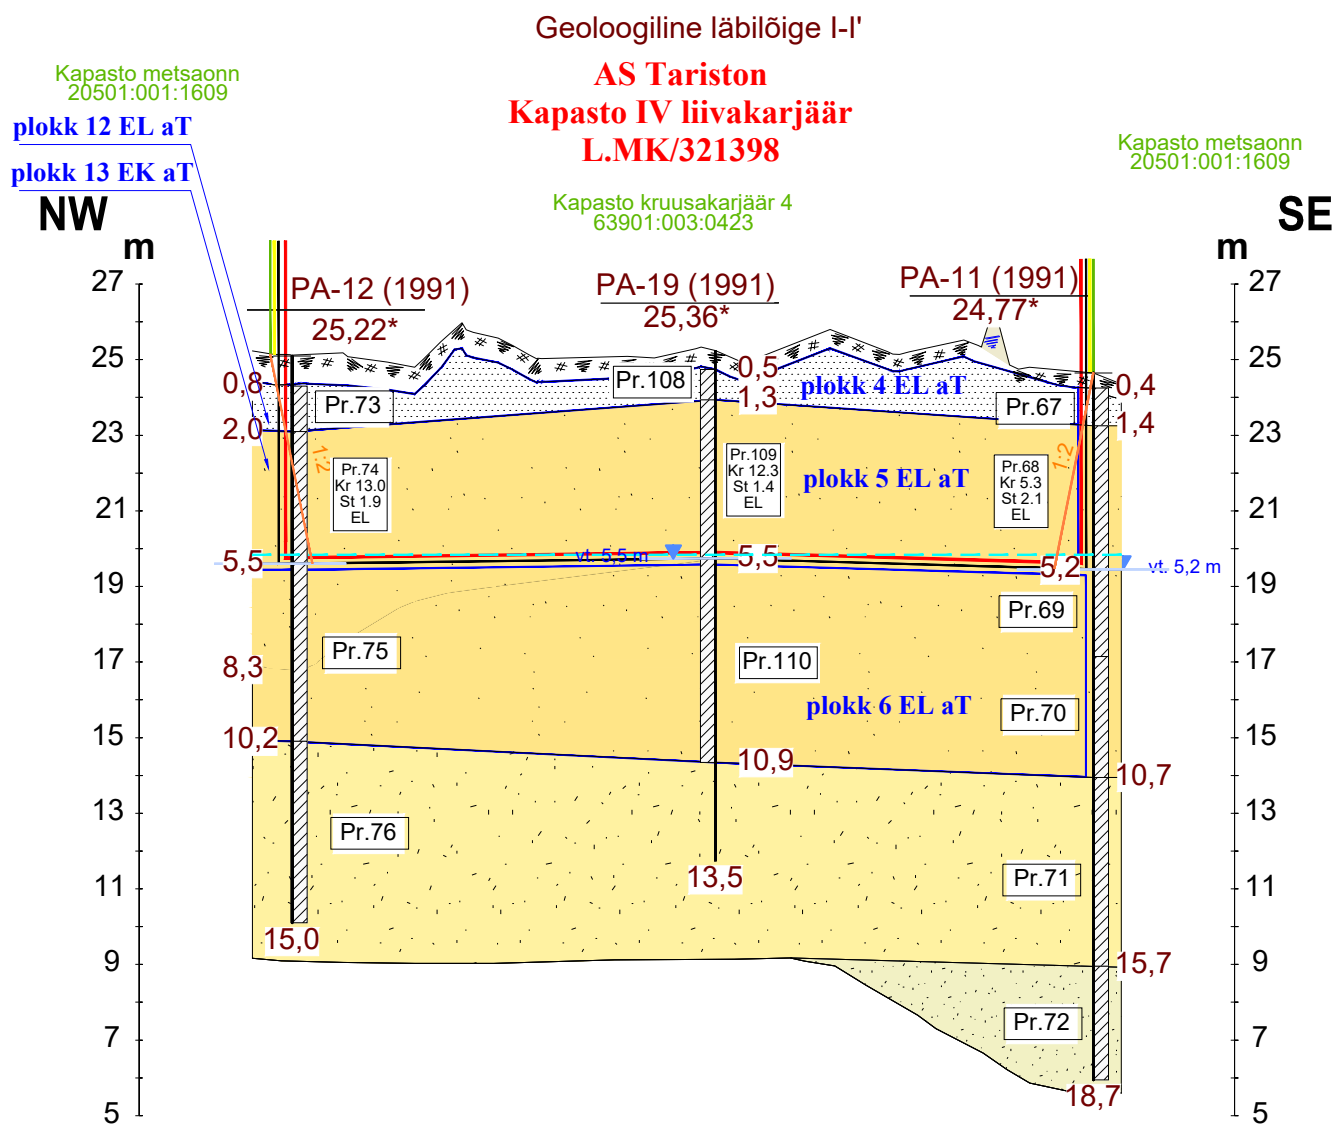 Geoloogiline läbilõige I-I'
AS Tariston
Kapasto IV liivakarjäär
L.MK/321398
Kapasto metsaonn
20501:001:1609
plokk 12 EL aT
plokk 13 EK aT
Kapasto metsaonn
20501:001:1609
Kapasto kruusakarjäär 4
63901:003:0423
NW
SE
m
m
27
25
23
21
19
17
15
13
11
9
7
5
27
25
23
21
19
17
15
13
11
9
7
5
PA-12 (1991)
25,22*
PA-19 (1991)
25,36*
PA-11 (1991)
24,77*
0,8
2,0
5,5
8,3
10,2
15,0
0,5
1,3
5,5
10,9
13,5
0,4
1,4
5,2
10,7
15,7
18,7
Pr.73
Pr.108
plokk 4 EL aT
Pr.67
1:2
Pr.74
Kr 13.0
St 1.9
EL
Pr.109
Kr 12.3
St 1.4
EL
plokk 5 EL aT
Pr.68
Kr 5.3
St 2.1
EL
1:2
vt. 5,5 m
vt. 5,2 m
Pr.69
Pr.75
Pr.110
plokk 6 EL aT
Pr.70
Pr.76
Pr.71
Pr.72